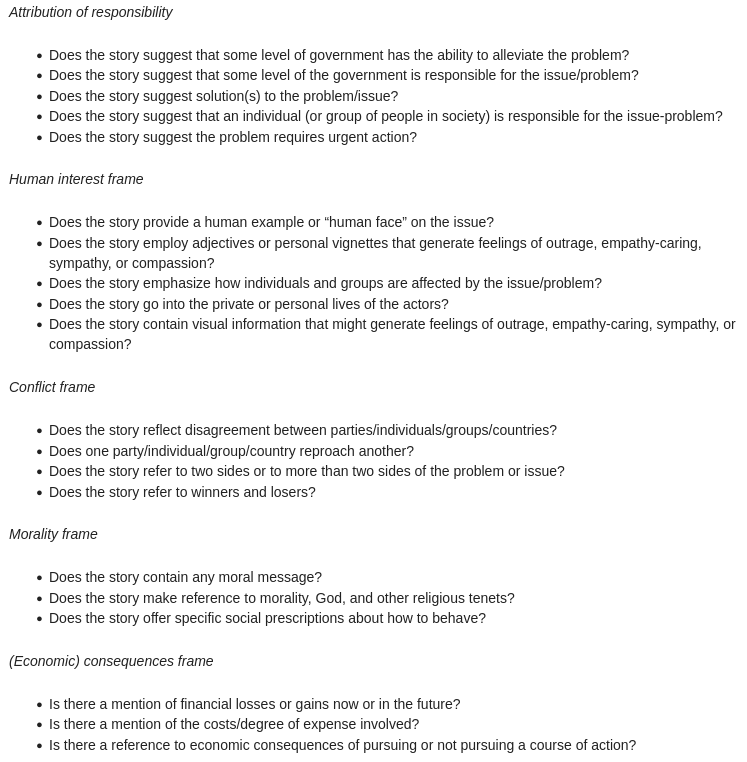 Attribution of responsibility
• Does the story suggest that some level of government has the ability to alleviate the problem?
• Does the story suggest that some level of the government is responsible for the issue/problem?
• Does the story suggest solution(s) to the problem/issue?
• Does the story suggest that an individual (or group of people in society) is responsible for the issue-problem?
• Does the story suggest the problem requires urgent action?
Human interest frame
• Does the story provide a human example or “human face” on the issue?
• Does the story employ adjectives or personal vignettes that generate feelings of outrage, empathy-caring,
sympathy, or compassion?
• Does the story emphasize how individuals and groups are affected by the issue/problem?
• Does the story go into the private or personal lives of the actors?
• Does the story contain visual information that might generate feelings of outrage, empathy-caring, sympathy, or
compassion?
Conflict frame
• Does the story reflect disagreement between parties/individuals/groups/countries?
• Does one party/individual/group/country reproach another?
• Does the story refer to two sides or to more than two sides of the problem or issue?
• Does the story refer to winners and losers?
Morality frame
• Does the story contain any moral message?
• Does the story make reference to morality, God, and other religious tenets?
• Does the story offer specific social prescriptions about how to behave?
(Economic) consequences frame
• Is there a mention of financial losses or gains now or in the future?
• Is there a mention of the costs/degree of expense involved?
• Is there a reference to economic consequences of pursuing or not pursuing a course of action?